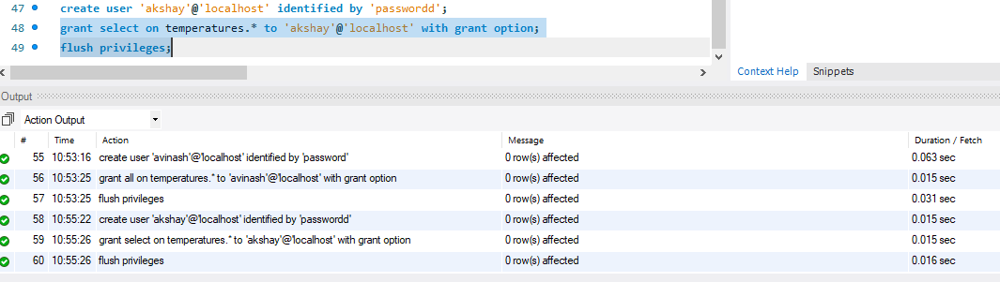 47 create user 'akshay'@'localhost' identified by 'passwordd';
48 grant select on temperatures.* to 'akshay'@'localhost' with grant option;
49 flush privileges;
Context Help Snippets
Output
Action Output
# Time Action Message Duration / Fetch
55 10:53:16 create user 'avinash'@'localhost' identified by 'password' 0 row(s) affected 0.063 sec
56 10:53:25 grant all on temperatures.* to 'avinash'@'localhost' with grant option 0 row(s) affected 0.015 sec
57 10:53:25 flush privileges 0 row(s) affected 0.031 sec
58 10:55:22 create user 'akshay'@'localhost' identified by 'passwordd' 0 row(s) affected 0.015 sec
59 10:55:26 grant select on temperatures.* to 'akshay'@'localhost' with grant option 0 row(s) affected 0.015 sec
60 10:55:26 flush privileges 0 row(s) affected 0.016 sec